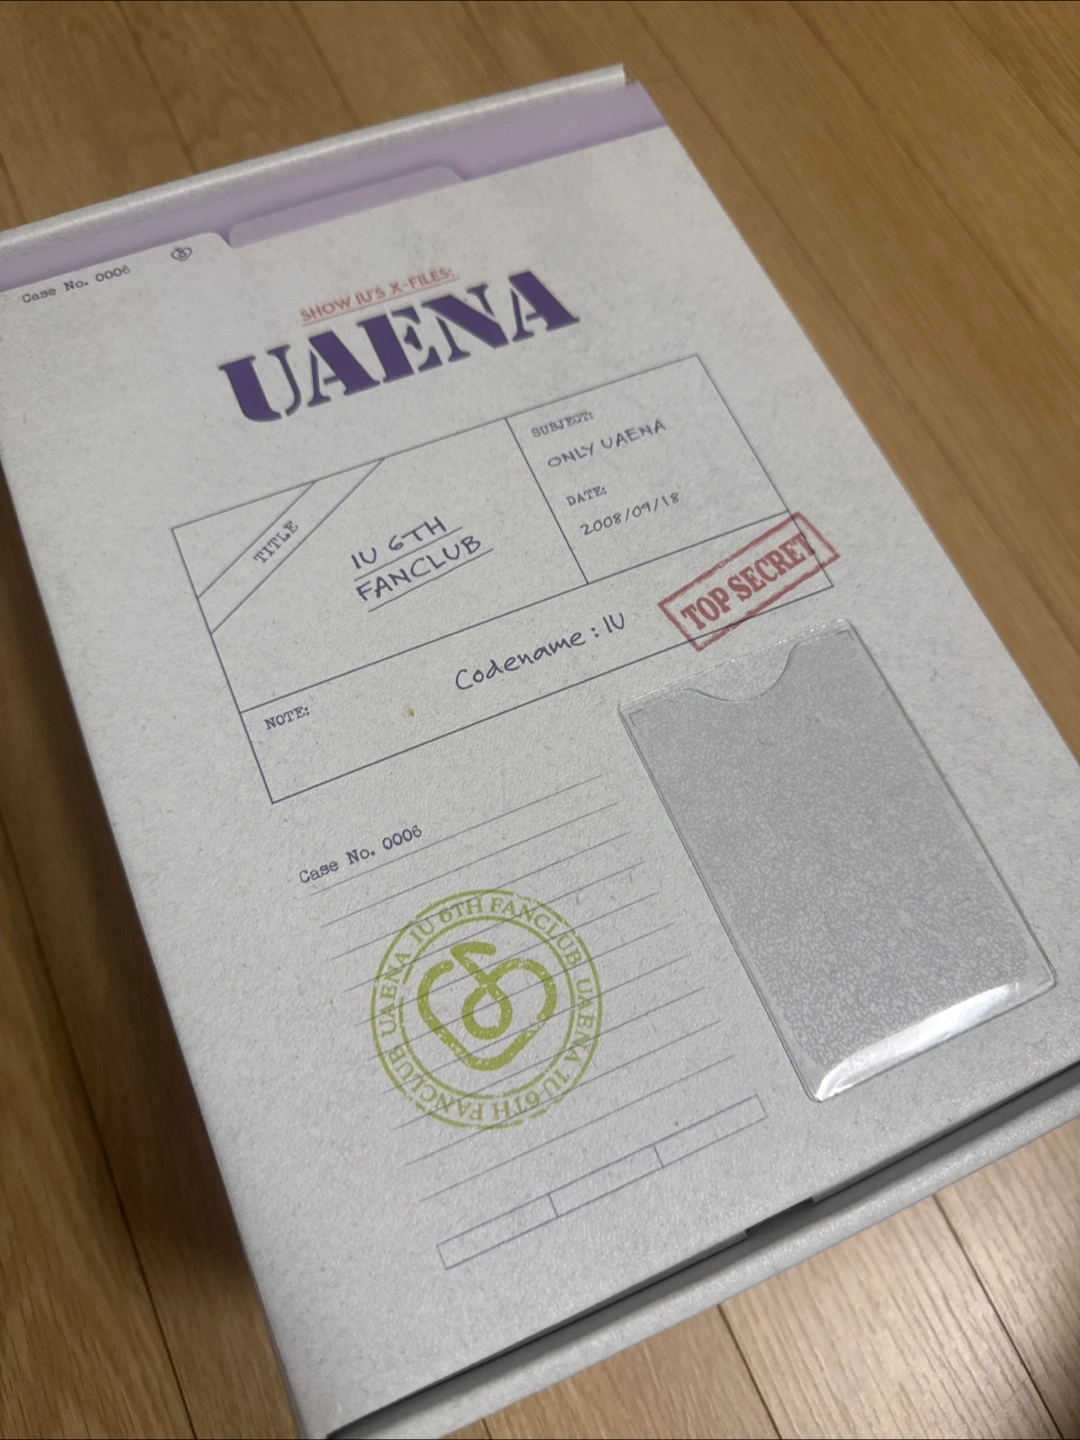 Case No. 0006
SHOW IU'S X-FILES:
UAENA
TITLE
IU 6TH
FANCLUB
SUBJECT:
ONLY UAENA
DATE:
2008/09/18
TOP SECRET
NOTE:
Codename : IU
Case No. 0006
UAENA IU 6TH FANCLUB UAENA IU 6TH FANCLUB